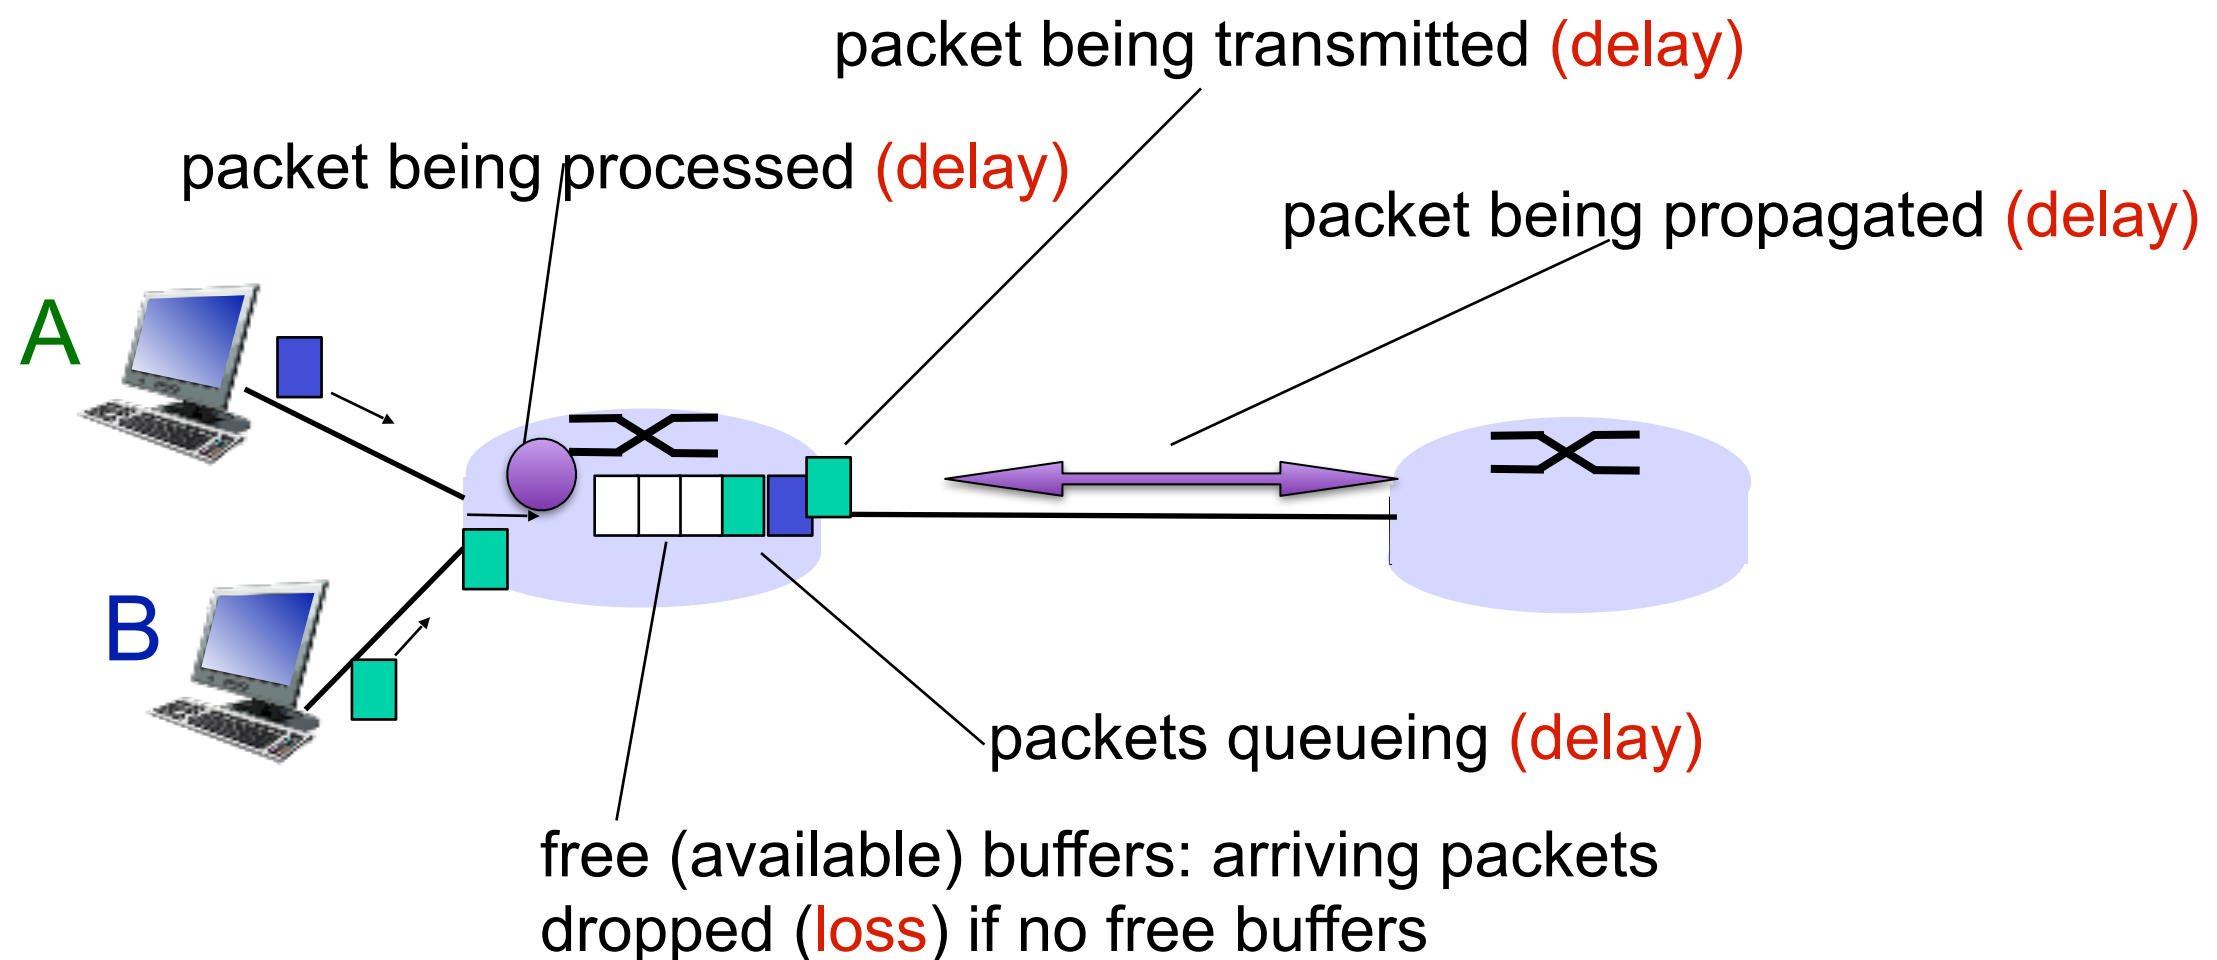 packet being transmitted (delay)
packet being processed (delay)
packet being propagated (delay)
A
B
packets queueing (delay)
free (available) buffers: arriving packets
dropped (loss) if no free buffers